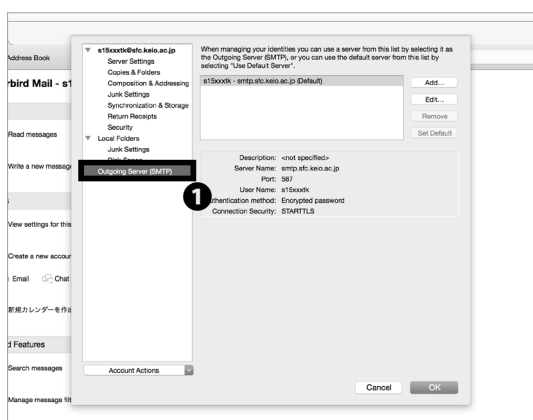 Address Book
rbird Mail - s1
Read messages
Write a new message
s
View settings for this
Create a new accour
Email
Chat
新規カレンダーを作成
d Features
Search messages
Manage message filt
s15xxxtk@sfc.keio.ac.jp
Server Settings
Copies & Folders
Composition & Addressing
Junk Settings
Synchronization & Storage
Return Receipts
Security
Local Folders
Junk Settings
Disk Space
Outgoing Server (SMTP)
1
Account Actions
When managing your identities you can use a server from this list by selecting it as
the Outgoing Server (SMTP), or you can use the default server from this list by
selecting "Use Default Server".
s15xxxtk - smtp.sfc.keio.ac.jp (Default)
Add...
Edit...
Remove
Set Default
Description: <not specified>
Server Name: smtp.sfc.keio.ac.jp
Port: 587
User Name: s15xxxtk
uthentication method: Encrypted password
Connection Security: STARTTLS
Cancel
OK